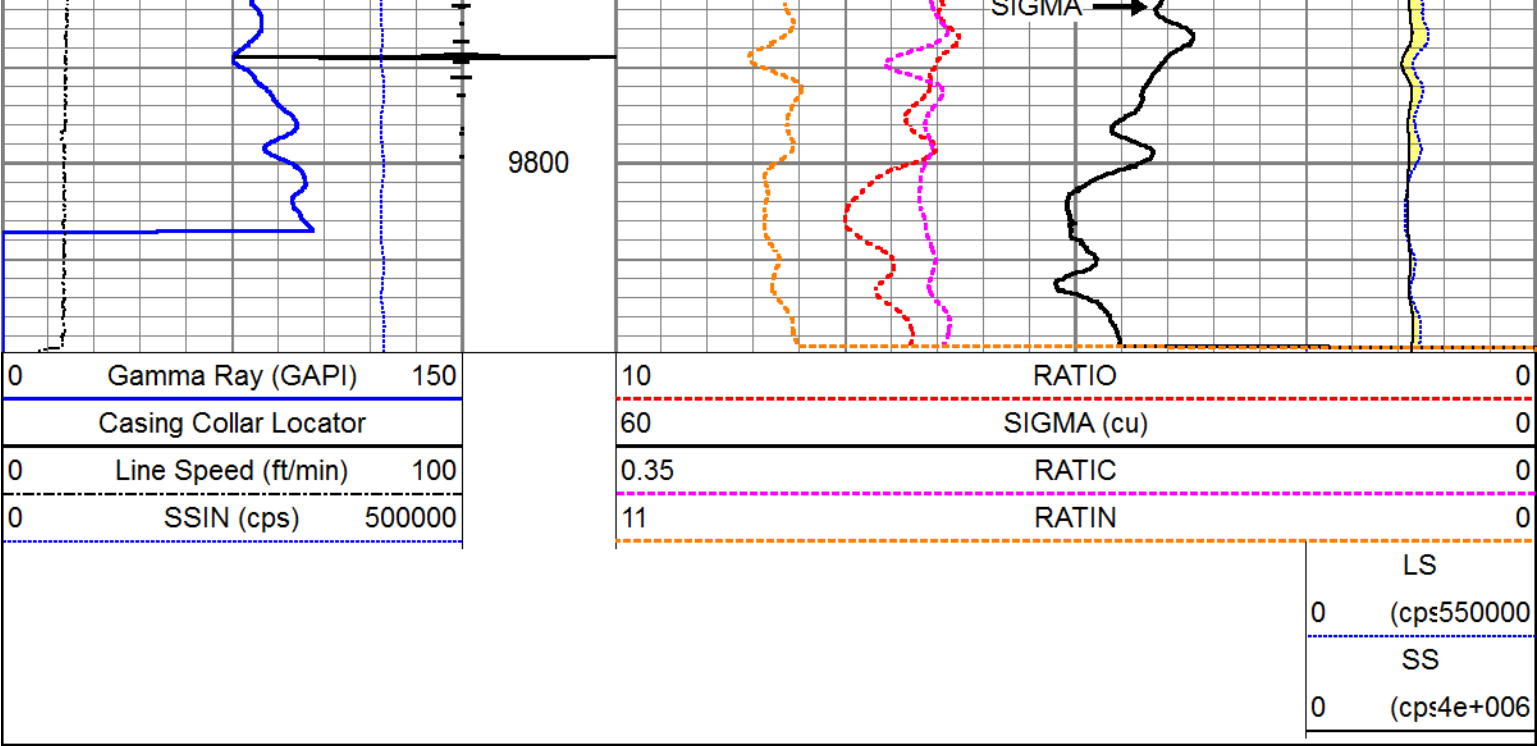 SIGMA
9800
0 Gamma Ray (GAPI) 150
10 RATIO 0
Casing Collar Locator
60 SIGMA (cu) 0
0 Line Speed (ft/min) 100
0.35 RATIC 0
0 SSIN (cps) 500000
11 RATIN 0
LS
0 (cps550000
SS
0 (cps4e+006